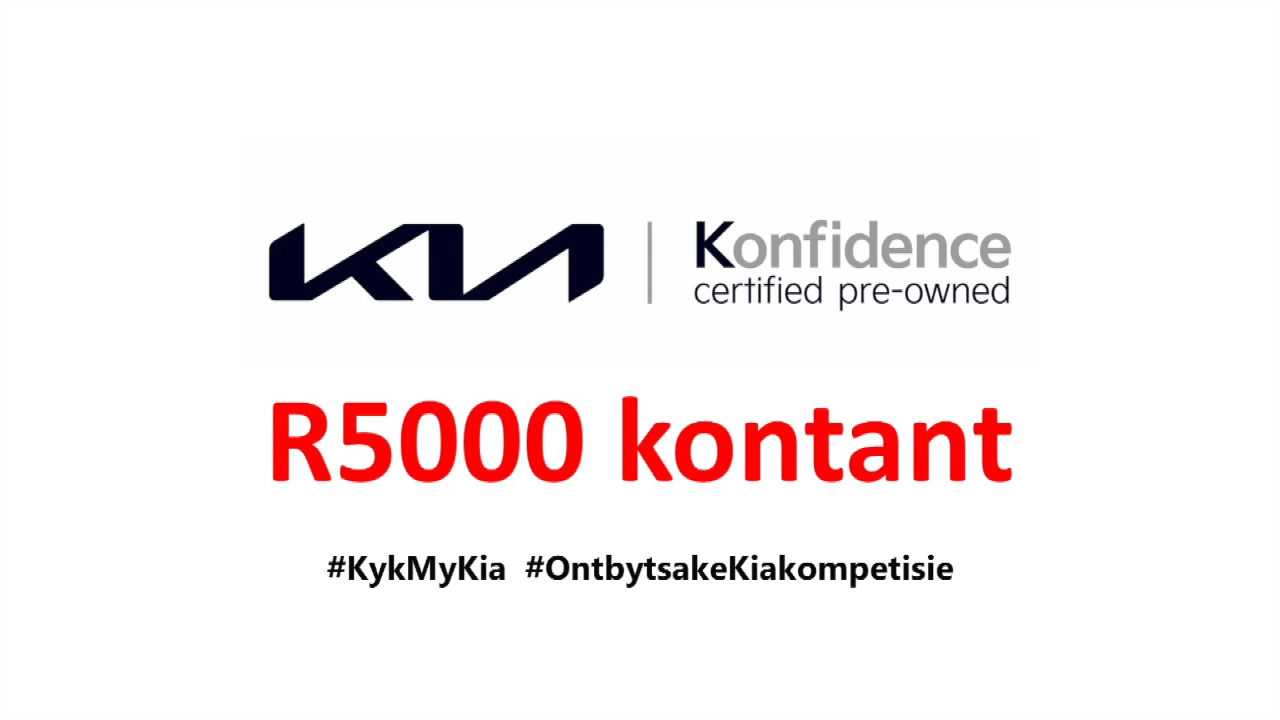 KIA | Konfidence
certified pre-owned
R5000 kontant
#KykMyKia #OntbytsakeKiakompetisie